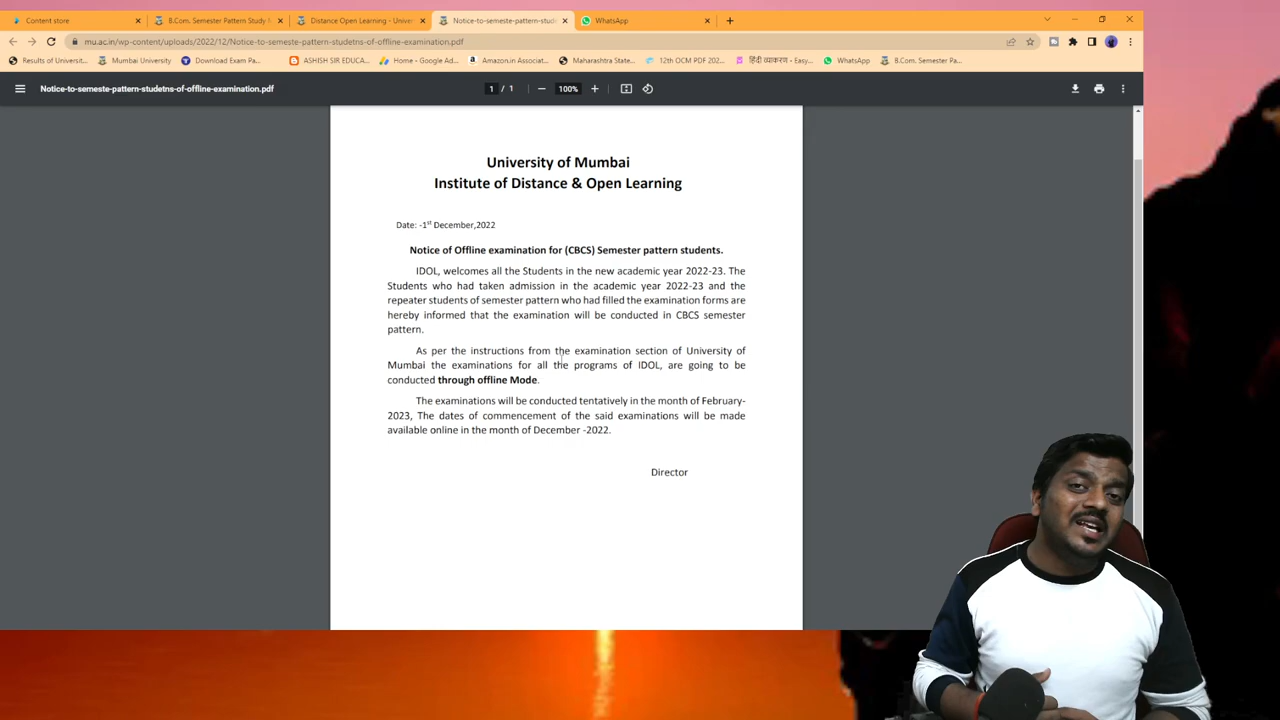 Content store
B.Com. Semester Pattern Study M
Distance Open Learning - Univer
Notice-to-semeste-pattern-stud
WhatsApp
mu.ac.in/wp-content/uploads/2022/12/Notice-to-semeste-pattern-studetns-of-offline-examination.pdf
Results of Universit...
Mumbai University
Download Exam Pa...
ASHISH SIR EDUCA...
Home - Google Ad...
Amazon.in Associat...
Maharashtra State...
12th OCM PDF 202...
हिंदी व्याकरण - Easy...
WhatsApp
B.Com. Semester Pa...
Notice-to-semeste-pattern-studetns-of-offline-examination.pdf
1 / 1
100%
University of Mumbai
Institute of Distance & Open Learning
Date: -1st December,2022
Notice of Offline examination for (CBCS) Semester pattern students.
IDOL, welcomes all the Students in the new academic year 2022-23. The
Students who had taken admission in the academic year 2022-23 and the
repeater students of semester pattern who had filled the examination forms are
hereby informed that the examination will be conducted in CBCS semester
pattern.
As per the instructions from the examination section of University of
Mumbai the examinations for all the programs of IDOL, are going to be
conducted through offline Mode.
The examinations will be conducted tentatively in the month of February-
2023, The dates of commencement of the said examinations will be made
available online in the month of December -2022.
Director